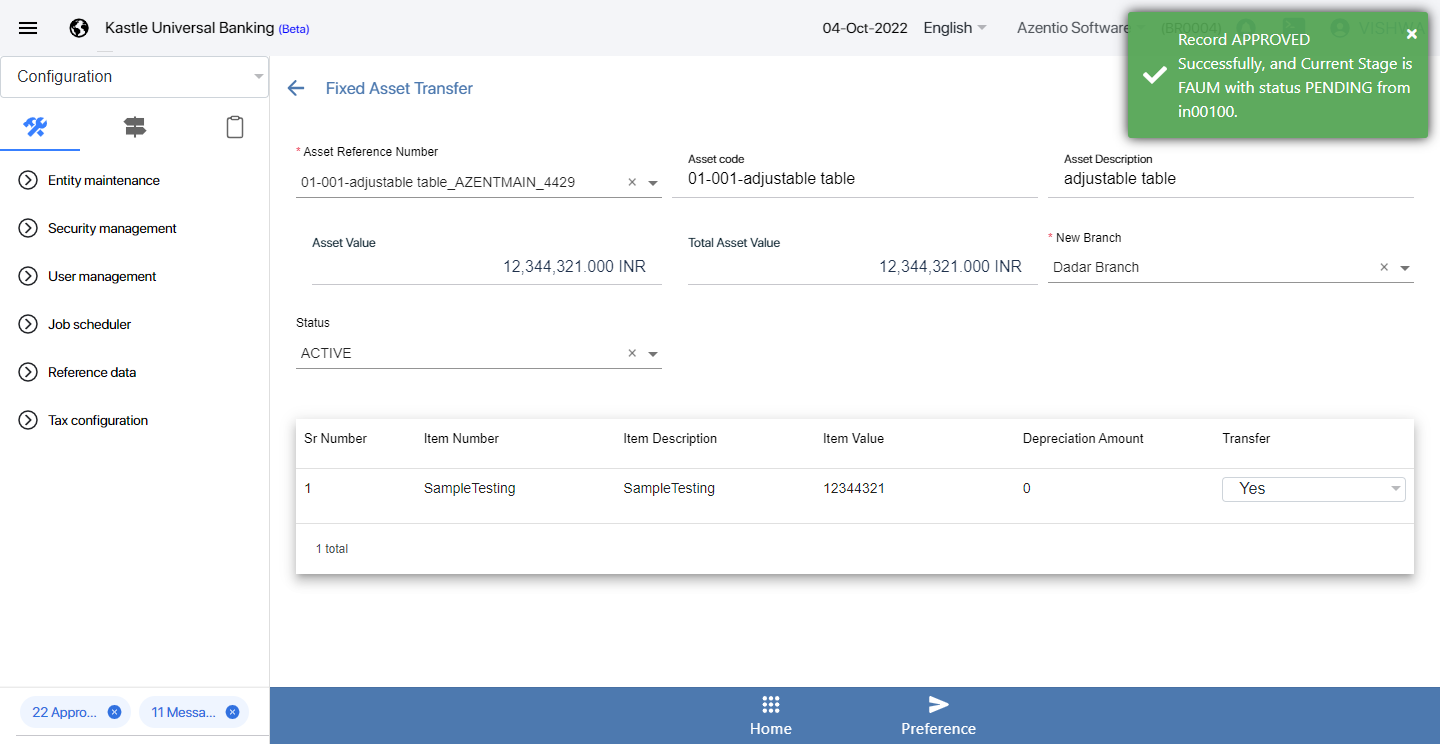 Kastle Universal Banking (Beta)
04-Oct-2022 English Azentio Software (BR0004) VISHWA
Record APPROVED
Successfully, and Current Stage is
FAUM with status PENDING from
in00100.
Configuration
Entity maintenance
Security management
User management
Job scheduler
Reference data
Tax configuration
22 Appro...
11 Messa...
Fixed Asset Transfer
* Asset Reference Number
01-001-adjustable table_AZENTMAIN_4429
Asset code
01-001-adjustable table
Asset Description
adjustable table
Asset Value
12,344,321.000 INR
Total Asset Value
12,344,321.000 INR
* New Branch
Dadar Branch
Status
ACTIVE
Sr Number Item Number Item Description Item Value Depreciation Amount Transfer
1 SampleTesting SampleTesting 12344321 0 Yes
1 total
Home
Preference